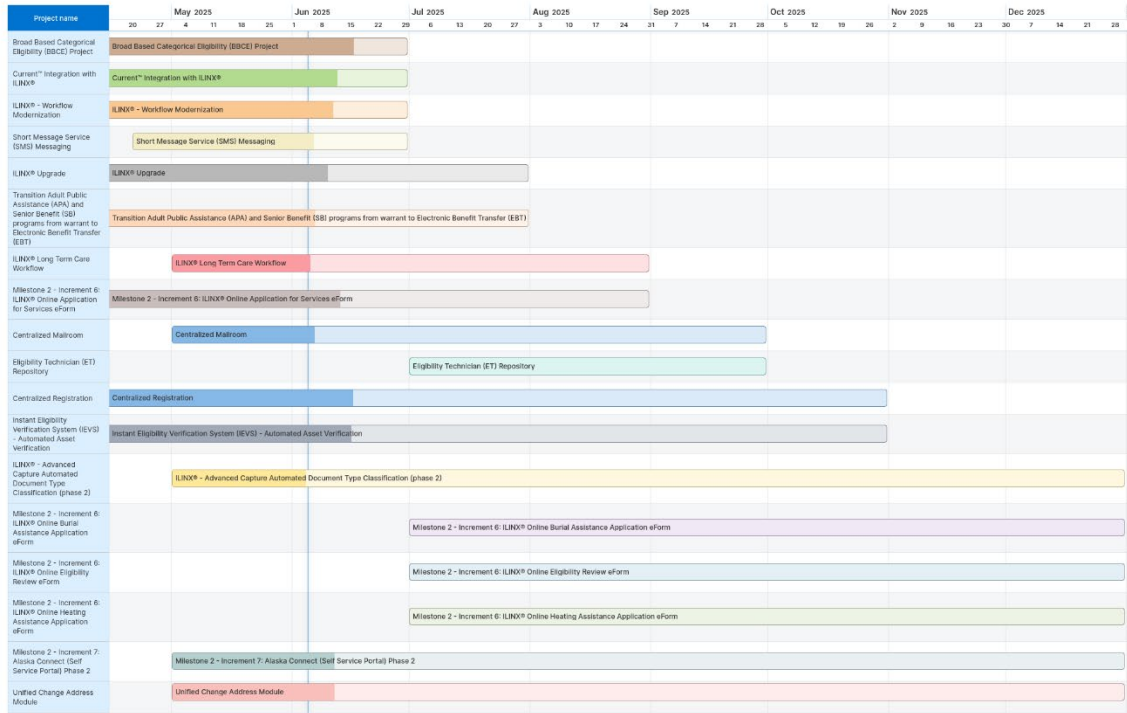 Project name
May 2025 Jun 2025 Jul 2025 Aug 2025 Sep 2025 Oct 2025 Nov 2025 Dec 2025
20 27 4 11 18 25 1 8 15 22 29 6 13 20 27 3 10 17 24 31 7 14 21 28 5 12 19 26 2 9 16 23 30 7 14 21 28
Broad Based Categorical
Eligibility (BBCE) Project
Broad Based Categorical Eligibility (BBCE) Project
Current™ Integration with
ILINX®
Current™ Integration with ILINX®
ILINX® - Workflow
Modernization
ILINX® - Workflow Modernization
Short Message Service
(SMS) Messaging
Short Message Service (SMS) Messaging
ILINX® Upgrade
ILINX® Upgrade
Transition Adult Public
Assistance (APA) and
Senior Benefit (SB)
programs from warrant to
Electronic Benefit Transfer
(EBT)
Transition Adult Public Assistance (APA) and Senior Benefit (SB) programs from warrant to Electronic Benefit Transfer (EBT)
ILINX® Long Term Care
Workflow
ILINX® Long Term Care Workflow
Milestone 2 - Increment 6:
ILINX® Online Application
for Services eForm
Milestone 2 - Increment 6: ILINX® Online Application for Services eForm
Centralized Mailroom
Centralized Mailroom
Eligibility Technician (ET)
Repository
Eligibility Technician (ET) Repository
Centralized Registration
Centralized Registration
Instant Eligibility
Verification System (IEVS)
- Automated Asset
Verification
Instant Eligibility Verification System (IEVS) - Automated Asset Verification
ILINX® - Advanced
Capture Automated
Document Type
Classification (phase 2)
ILINX® - Advanced Capture Automated Document Type Classification (phase 2)
Milestone 2 - Increment 6:
ILINX® Online Burial
Assistance Application
eForm
Milestone 2 - Increment 6: ILINX® Online Burial Assistance Application eForm
Milestone 2 - Increment 6:
ILINX® Online Eligibility
Review eForm
Milestone 2 - Increment 6: ILINX® Online Eligibility Review eForm
Milestone 2 - Increment 6:
ILINX® Online Heating
Assistance Application
eForm
Milestone 2 - Increment 6: ILINX® Online Heating Assistance Application eForm
Milestone 2 - Increment 7:
Alaska Connect (Self
Service Portal) Phase 2
Milestone 2 - Increment 7: Alaska Connect (Self Service Portal) Phase 2
Unified Change Address
Module
Unified Change Address Module